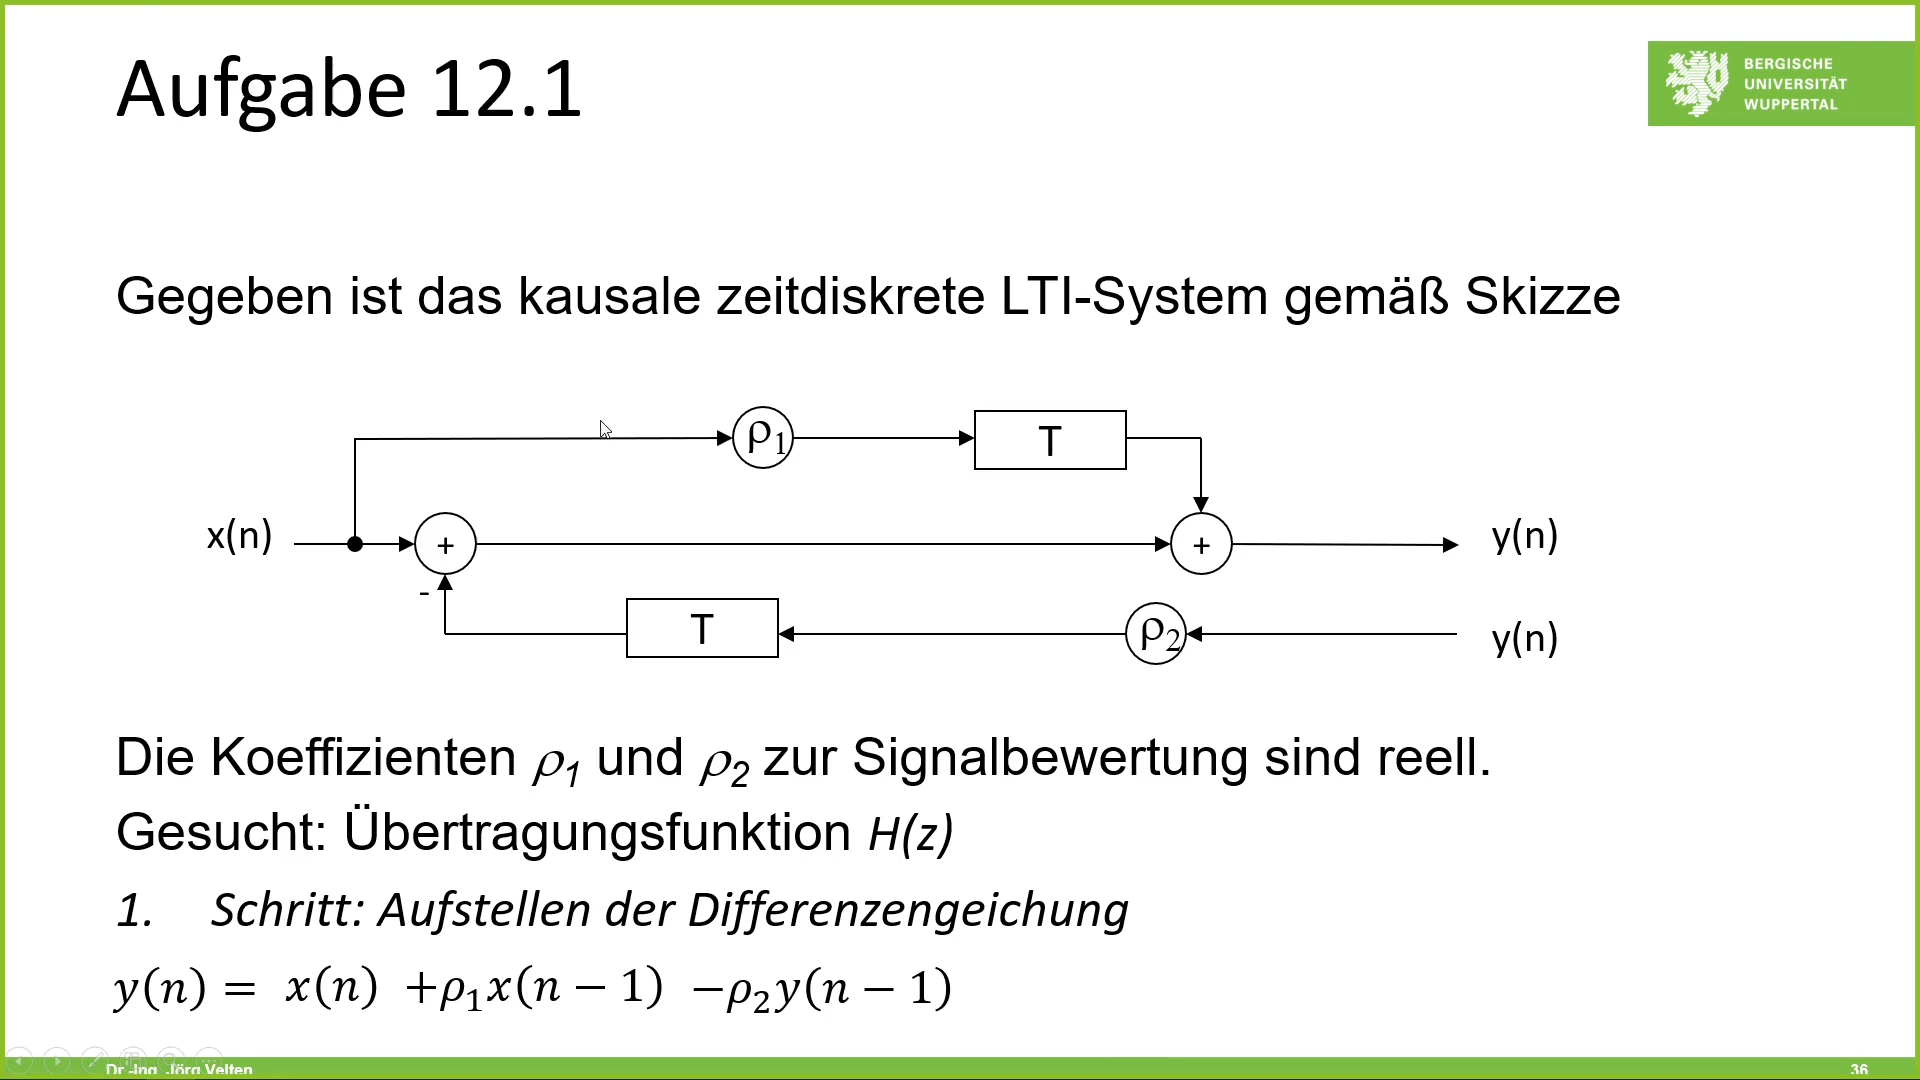 Aufgabe 12.1
BERGISCHE
UNIVERSITÄT
WUPPERTAL
Gegeben ist das kausale zeitdiskrete LTI-System gemäß Skizze
ρ₁ T
x(n) + + y(n)
-
T ρ₂ y(n)
Die Koeffizienten ρ₁ und ρ₂ zur Signalbewertung sind reell.
Gesucht: Übertragungsfunktion H(z)
1. Schritt: Aufstellen der Differenzengeichung
y(n) = x(n) +ρ₁x(n − 1) −ρ₂y(n − 1)
Dr.-Ing. Jörg Velten 36